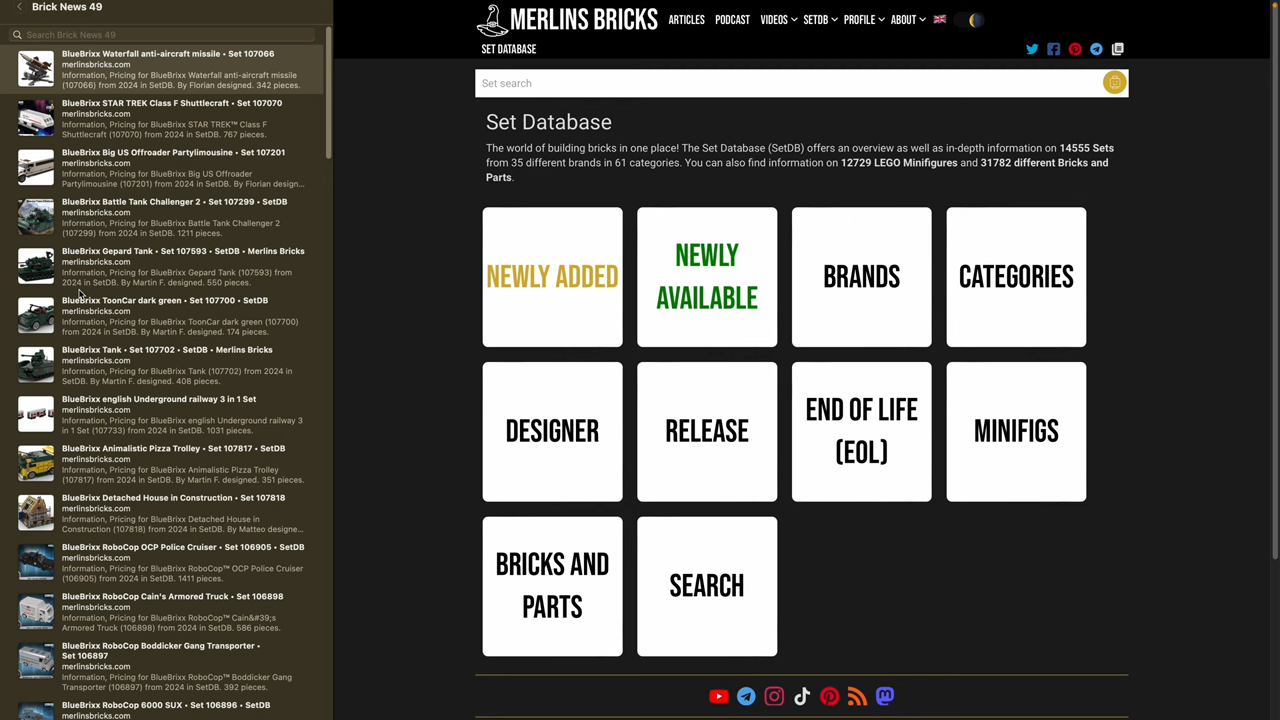 Brick News 49
Search Brick News 49
BlueBrixx Waterfall anti-aircraft missile • Set 107066
merlinsbricks.com
Information, Pricing for BlueBrixx Waterfall anti-aircraft missile
(107066) from 2024 in SetDB. By Florian designed. 342 pieces.
BlueBrixx STAR TREK Class F Shuttlecraft • Set 107070
merlinsbricks.com
Information, Pricing for BlueBrixx STAR TREK™ Class F
Shuttlecraft (107070) from 2024 in SetDB. 767 pieces.
BlueBrixx Big US Offroader Partylimousine • Set 107201
merlinsbricks.com
Information, Pricing for BlueBrixx Big US Offroader
Partylimousine (107201) from 2024 in SetDB. By Florian design...
BlueBrixx Battle Tank Challenger 2 • Set 107299 • SetDB
merlinsbricks.com
Information, Pricing for BlueBrixx Battle Tank Challenger 2
(107299) from 2024 in SetDB. 1211 pieces.
BlueBrixx Gepard Tank • Set 107593 • SetDB • Merlins Bricks
merlinsbricks.com
Information, Pricing for BlueBrixx Gepard Tank (107593) from
2024 in SetDB. By Martin F. designed. 550 pieces.
BlueBrixx ToonCar dark green • Set 107700 • SetDB
merlinsbricks.com
Information, Pricing for BlueBrixx ToonCar dark green (107700)
from 2024 in SetDB. By Martin F. designed. 174 pieces.
BlueBrixx Tank • Set 107702 • SetDB • Merlins Bricks
merlinsbricks.com
Information, Pricing for BlueBrixx Tank (107702) from 2024 in
SetDB. By Martin F. designed. 408 pieces.
BlueBrixx english Underground railway 3 in 1 Set
merlinsbricks.com
Information, Pricing for BlueBrixx english Underground railway 3
in 1 Set (107733) from 2024 in SetDB. 1031 pieces.
BlueBrixx Animalistic Pizza Trolley • Set 107817 • SetDB
merlinsbricks.com
Information, Pricing for BlueBrixx Animalistic Pizza Trolley
(107817) from 2024 in SetDB. By Martin F. designed. 351 pieces.
BlueBrixx Detached House in Construction • Set 107818
merlinsbricks.com
Information, Pricing for BlueBrixx Detached House in
Construction (107818) from 2024 in SetDB. By Matteo designe...
BlueBrixx RoboCop OCP Police Cruiser • Set 106905 • SetDB
merlinsbricks.com
Information, Pricing for BlueBrixx RoboCop™ OCP Police Cruiser
(106905) from 2024 in SetDB. 1411 pieces.
BlueBrixx RoboCop Cain's Armored Truck • Set 106898
merlinsbricks.com
Information, Pricing for BlueBrixx RoboCop™ Cain&#39;s
Armored Truck (106898) from 2024 in SetDB. 586 pieces.
BlueBrixx RoboCop Boddicker Gang Transporter •
Set 106897
merlinsbricks.com
Information, Pricing for BlueBrixx RoboCop™ Boddicker Gang
Transporter (106897) from 2024 in SetDB. 392 pieces.
BlueBrixx RoboCop 6000 SUX • Set 106896 • SetDB
MERLINS BRICKS
ARTICLES PODCAST VIDEOS SETDB PROFILE ABOUT
SET DATABASE
Set search
Set Database
The world of building bricks in one place! The Set Database (SetDB) offers an overview as well as in-depth information on 14555 Sets
from 35 different brands in 61 categories. You can also find information on 12729 LEGO Minifigures and 31782 different Bricks and
Parts.
NEWLY ADDED
NEWLY
AVAILABLE
BRANDS
CATEGORIES
DESIGNER
RELEASE
END OF LIFE
(EOL)
MINIFIGS
BRICKS AND
PARTS
SEARCH